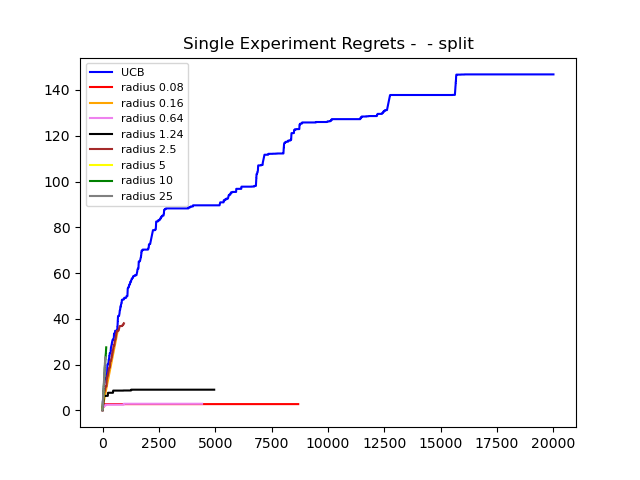 Single Experiment Regrets -  - split
140
120
100
80
60
40
20
0
UCB
radius 0.08
radius 0.16
radius 0.64
radius 1.24
radius 2.5
radius 5
radius 10
radius 25
0 2500 5000 7500 10000 12500 15000 17500 20000